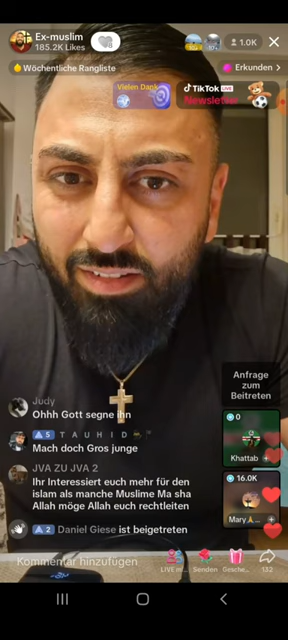 Ex-muslim
185.2K Likes
1.0K
Wöchentliche Rangliste
Erkunden >
Vielen Dank
TikTok LIVE
Newsletter
Anfrage
zum
Beitreten
0
Khattab +
16.0K
Mary🙏... +
Judy
Ohhh Gott segne ihn
5 T A U H I D
Mach doch Gros junge
JVA ZU JVA 2
Ihr Interessiert euch mehr für den
islam als manche Muslime Ma sha
Allah möge Allah euch rechtleiten
2 Daniel Giese ist beigetreten
Kommentar hinzufügen
LIVE m...
Senden
Gesche...
132